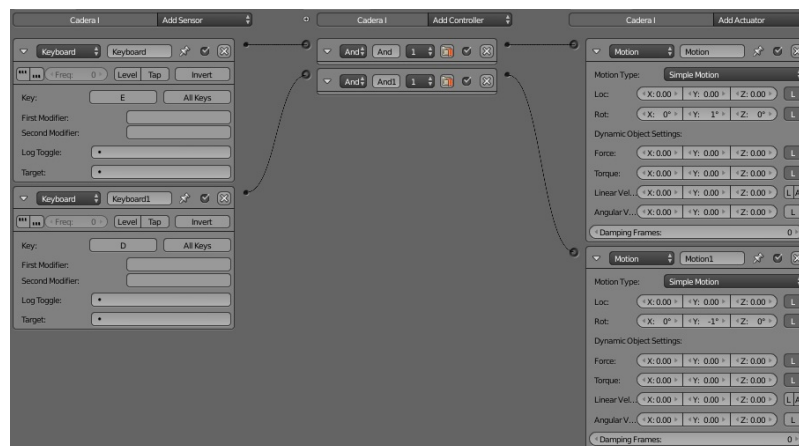 Cadera I Add Sensor
Keyboard Keyboard
Freq: 0 Level Tap Invert
Key: E All Keys
First Modifier:
Second Modifier:
Log Toggle:
Target:
Keyboard Keyboard1
Freq: 0 Level Tap Invert
Key: D All Keys
First Modifier:
Second Modifier:
Log Toggle:
Target:
Cadera I Add Controller
And And 1
And And1 1
Cadera I Add Actuator
Motion Motion
Motion Type: Simple Motion
Loc: X: 0.00 Y: 0.00 Z: 0.00 L
Rot: X: 0° Y: 1° Z: 0° L
Dynamic Object Settings:
Force: X: 0.00 Y: 0.00 Z: 0.00 L
Torque: X: 0.00 Y: 0.00 Z: 0.00 L
Linear Vel... X: 0.00 Y: 0.00 Z: 0.00 L A
Angular V... X: 0.00 Y: 0.00 Z: 0.00 L
Damping Frames: 0
Motion Motion1
Motion Type: Simple Motion
Loc: X: 0.00 Y: 0.00 Z: 0.00 L
Rot: X: 0° Y: -1° Z: 0° L
Dynamic Object Settings:
Force: X: 0.00 Y: 0.00 Z: 0.00 L
Torque: X: 0.00 Y: 0.00 Z: 0.00 L
Linear Vel... X: 0.00 Y: 0.00 Z: 0.00 L A
Angular V... X: 0.00 Y: 0.00 Z: 0.00 L
Damping Frames: 0